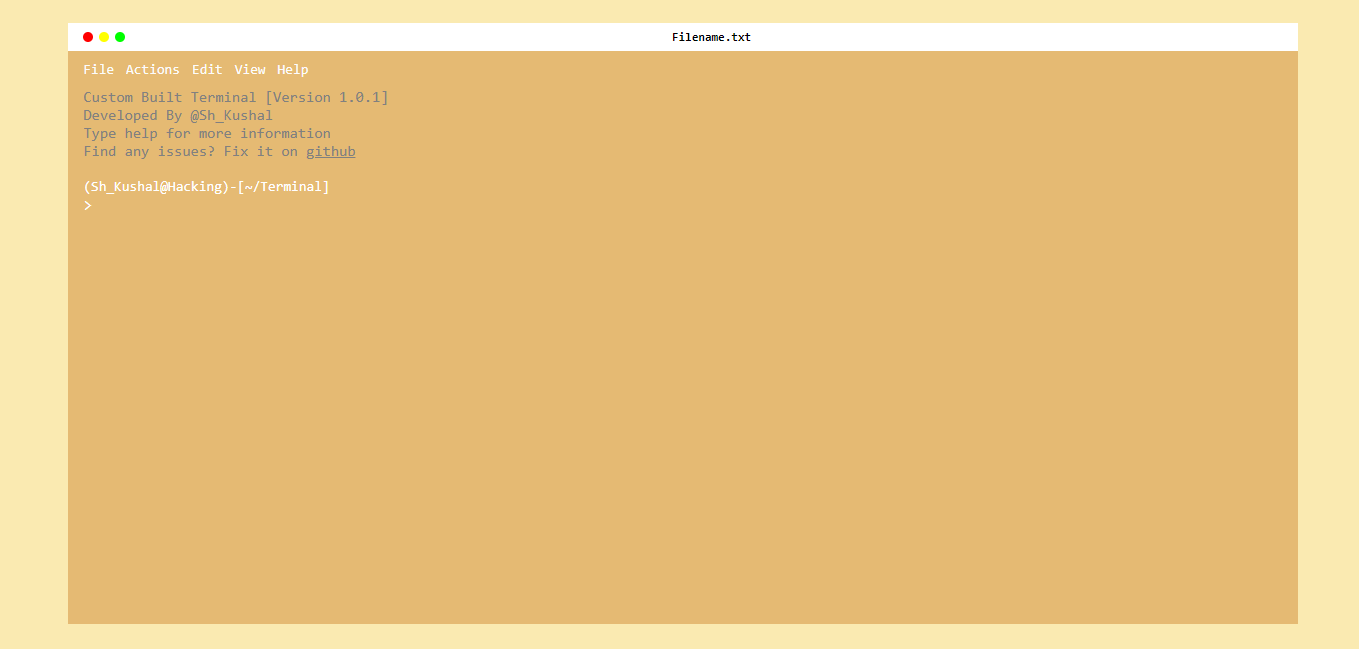 Filename.txt
File Actions Edit View Help
Custom Built Terminal [Version 1.0.1]
Developed By @Sh_Kushal
Type help for more information
Find any issues? Fix it on github
(Sh_Kushal@Hacking)-[~/Terminal]
>